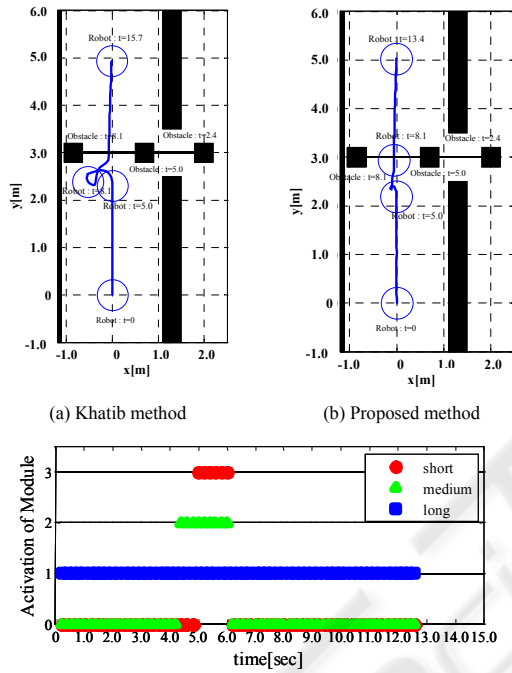 6.0
Robot : t=15.7
5.0
4.0
Obstacle : t=8.1
Obstacle : t=2.4
3.0
y[m]
Obstacle : t=5.0
2.0
Robot : t=8.1
Robot : t=5.0
1.0
0
Robot : t=0
-1.0
-1.0 0 1.0 2.0
x[m]
(a) Khatib method
6.0
Robot : t=13.4
5.0
4.0
Robot : t=8.1
Obstacle : t=2.4
3.0
y[m]
Obstacle : t=8.1
Obstacle : t=5.0
2.0
Robot : t=5.0
1.0
0
Robot : t=0
-1.0
-1.0 0 1.0 2.0
x[m]
(b) Proposed method
Activation of Module
3
2
1
0
short
medium
long
0 1.0 2.0 3.0 4.0 5.0 6.0 7.0 8.0 9.0 10.0 11.0 12.0 13.0 14.0 15.0
time[sec]